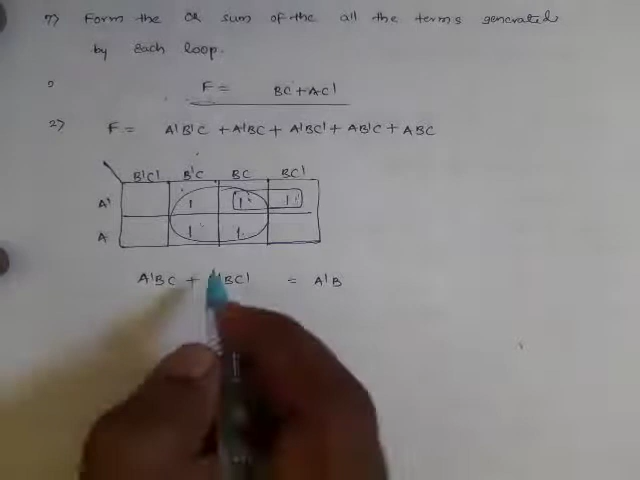 7) Form the OR sum of the all the terms generated
by each loop.
F = BC + AC'
2) F = A'B'C + A'BC + A'BC' + AB'C + ABC
B'C' B'C BC BC'
A' 1 1 1
A 1 1
A'BC + BC' = A'B